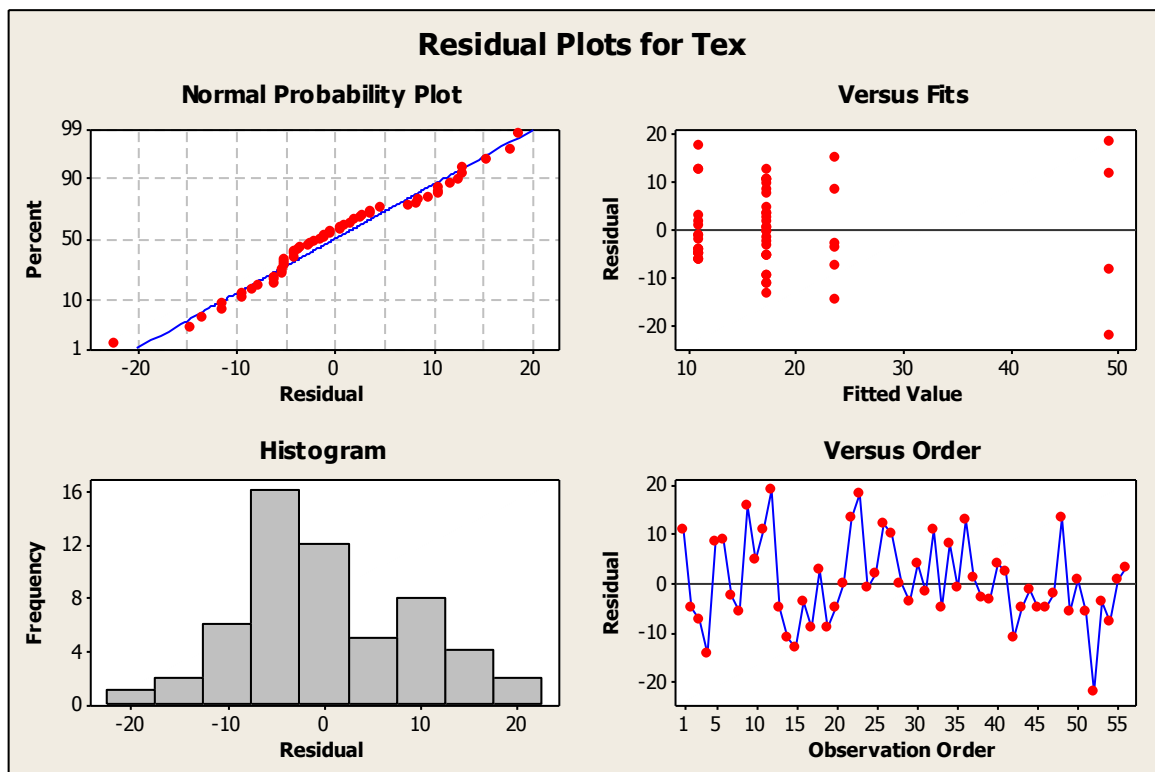 Residual Plots for Tex
Normal Probability Plot
99
90
50
10
1
Percent
-20 -10 0 10 20
Residual
Versus Fits
20
10
0
-10
-20
Residual
10 20 30 40 50
Fitted Value
Histogram
16
12
8
4
0
Frequency
-20 -10 0 10 20
Residual
Versus Order
20
10
0
-10
-20
Residual
1 5 10 15 20 25 30 35 40 45 50 55
Observation Order